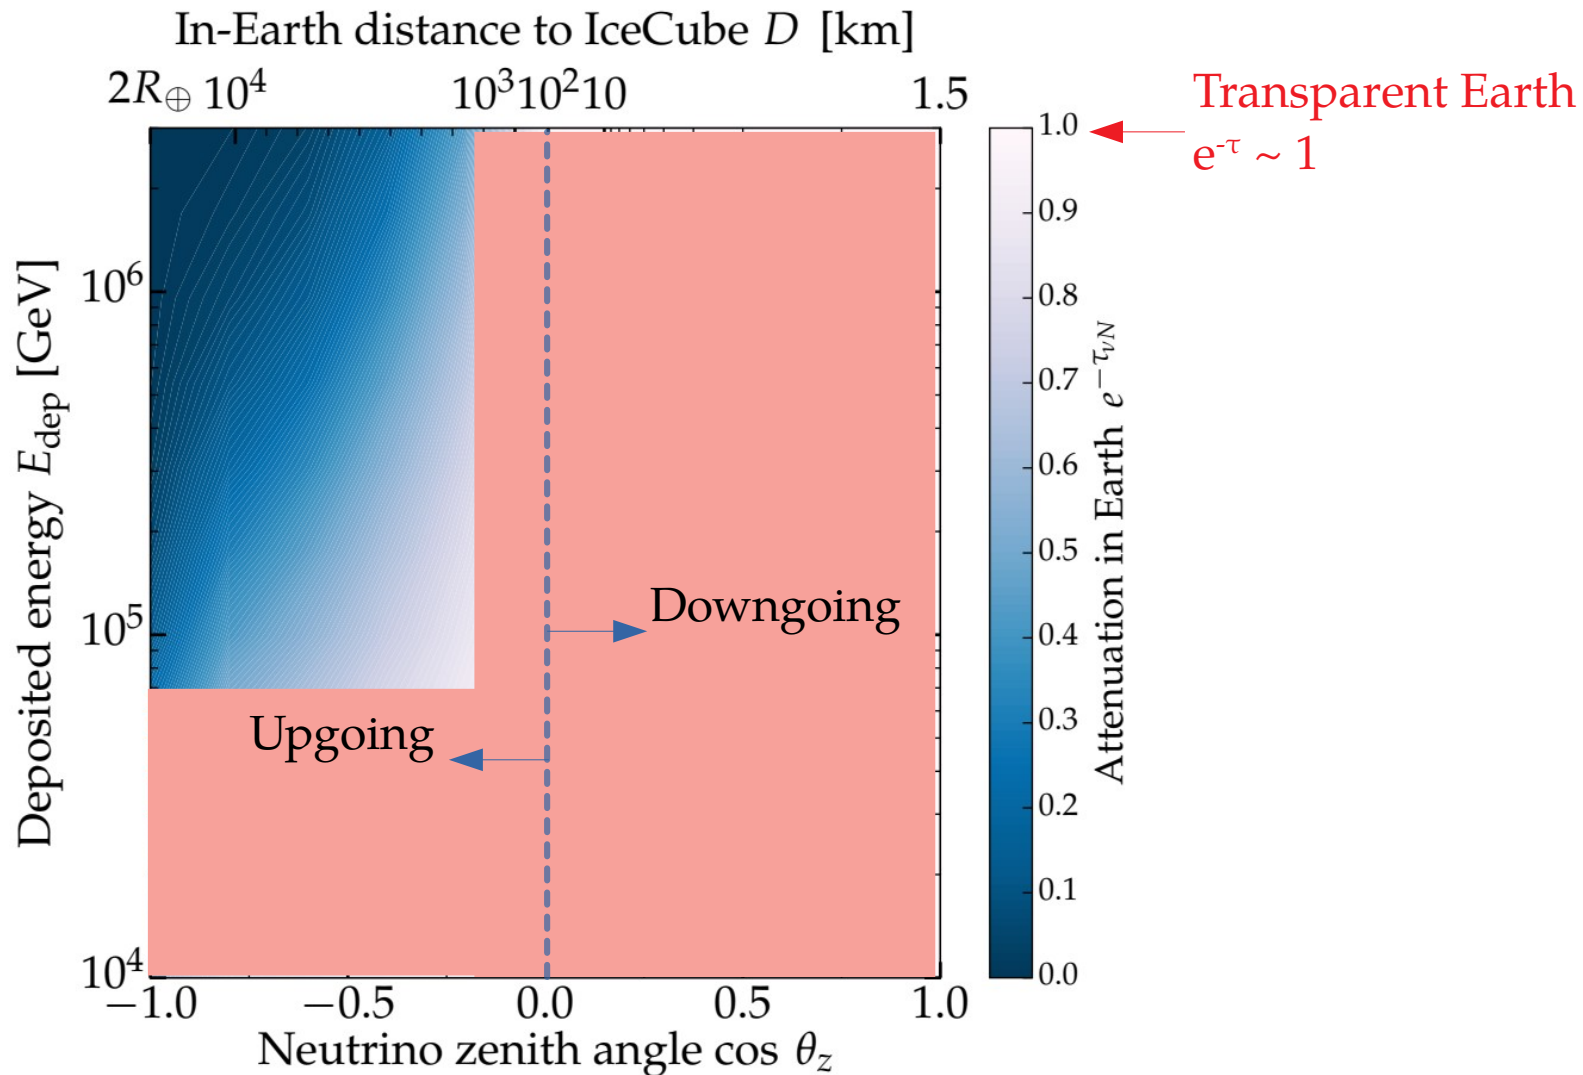 In-Earth distance to IceCube D [km]
2R⊕ 10⁴ 10³ 10² 10 1.5
Transparent Earth
e^-τ ~ 1
Deposited energy E_dep [GeV]
10⁶
10⁵
10⁴
Downgoing
Upgoing
−1.0 −0.5 0.0 0.5 1.0
Neutrino zenith angle cos θ_z
1.0
0.9
0.8
0.7
0.6
0.5
0.4
0.3
0.2
0.1
0.0
Attenuation in Earth e^−τ_νN